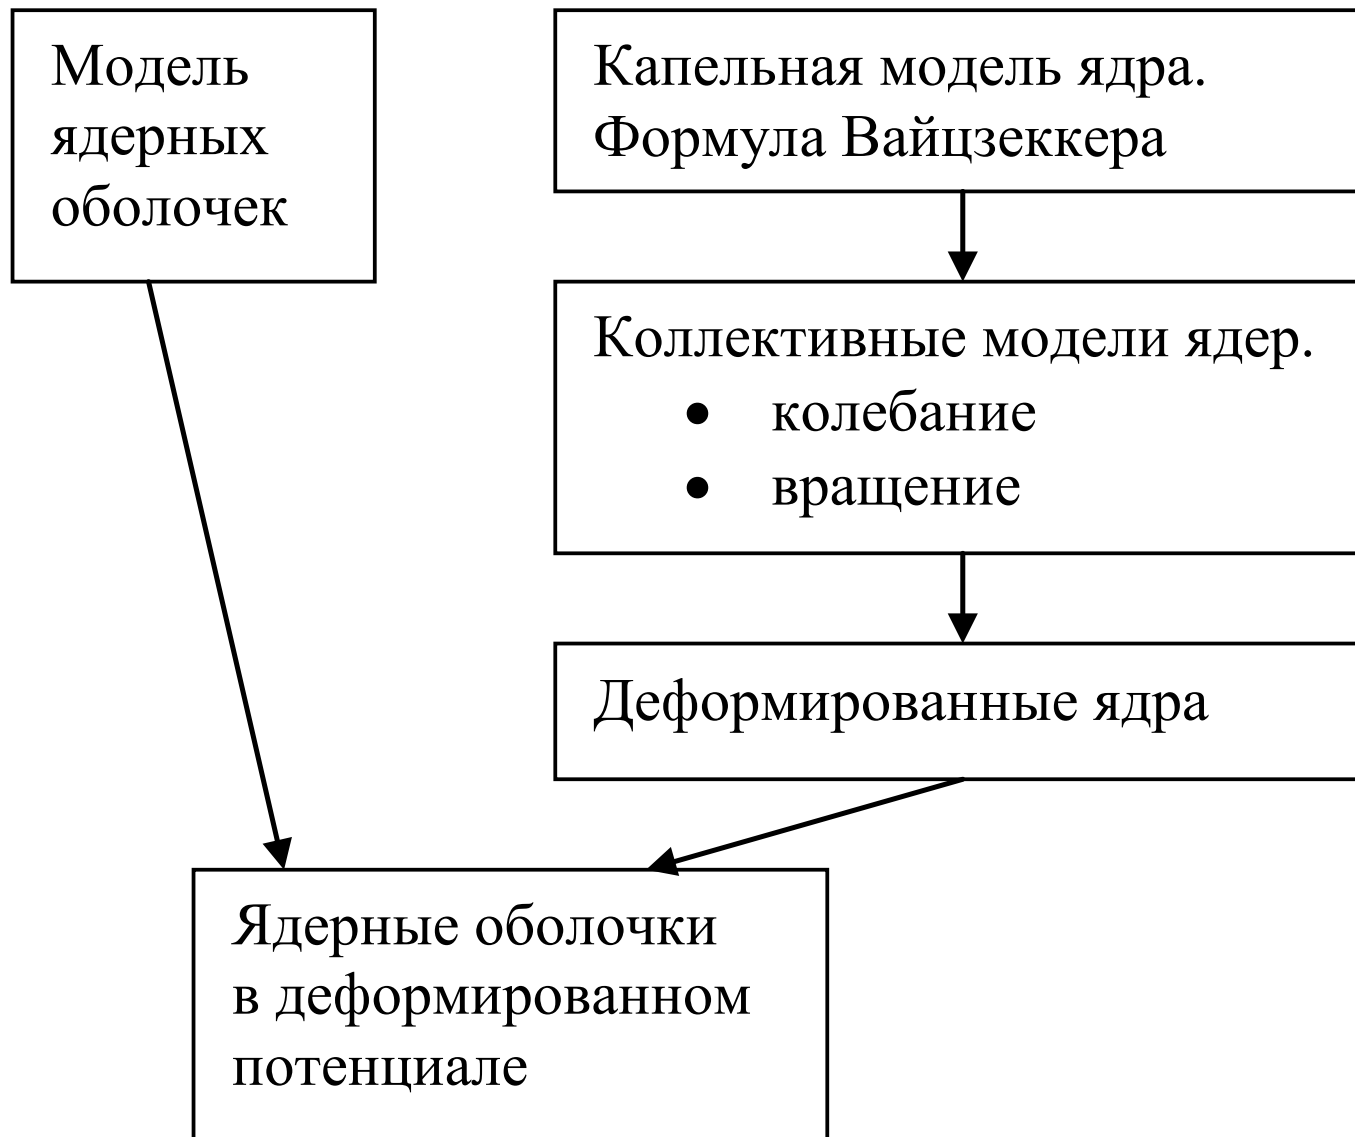 Модель
ядерных
оболочек
Капельная модель ядра.
Формула Вайцзеккера
Коллективные модели ядер.
• колебание
• вращение
Деформированные ядра
Ядерные оболочки
в деформированном
потенциале